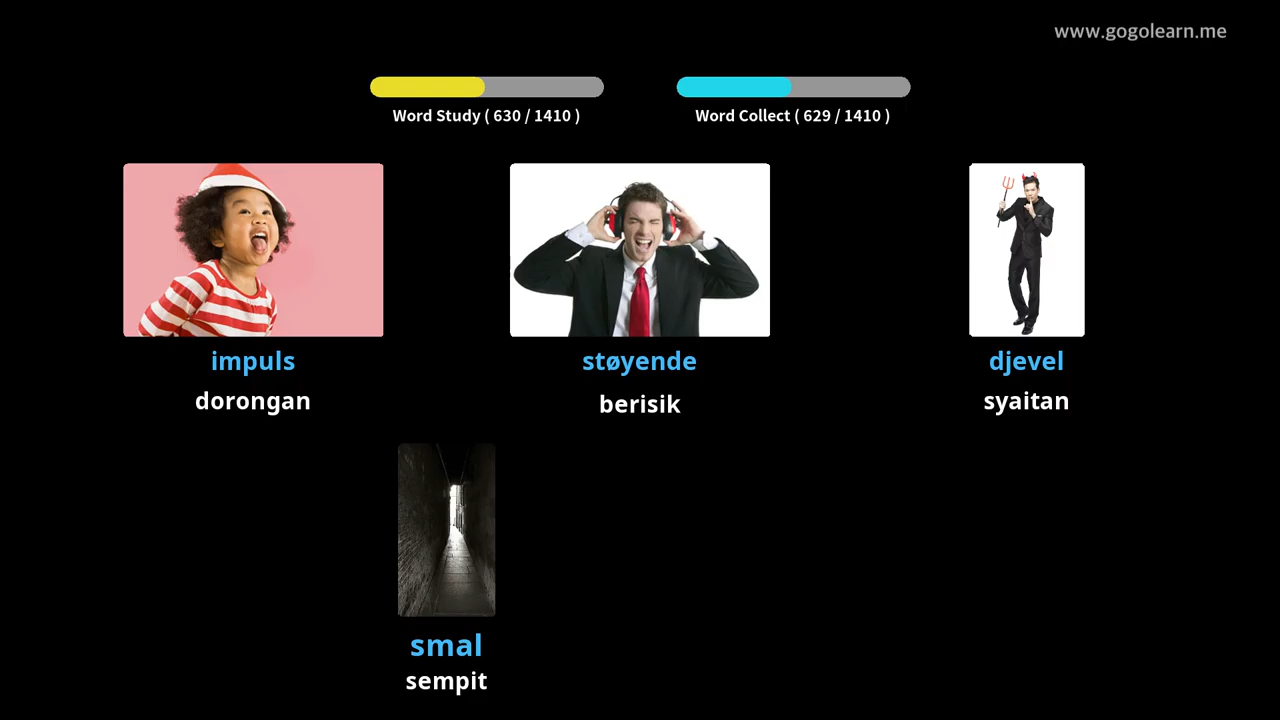 www.gogolearn.me
Word Study ( 630 / 1410 )
Word Collect ( 629 / 1410 )
impuls
støyende
djevel
dorongan
berisik
syaitan
smal
sempit